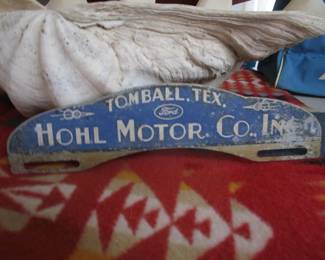 TOMBALL, TEX.
Ford
HOHL MOTOR CO., INC.